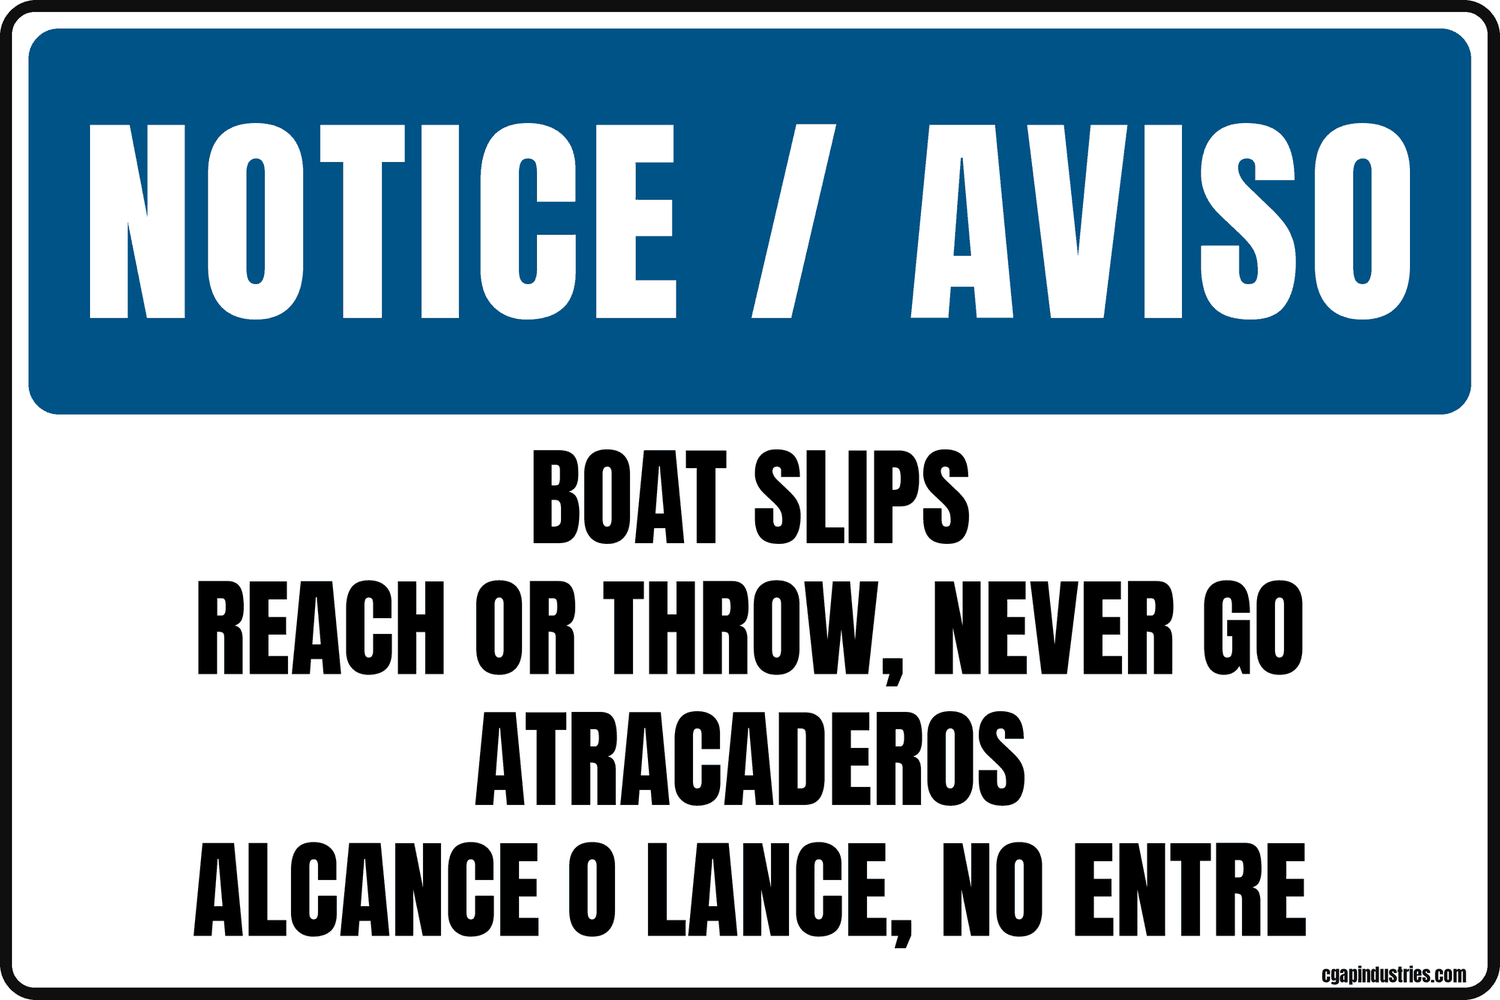 NOTICE / AVISO
BOAT SLIPS
REACH OR THROW, NEVER GO
ATRACADEROS
ALCANCE O LANCE, NO ENTRE
cgapindustries.com